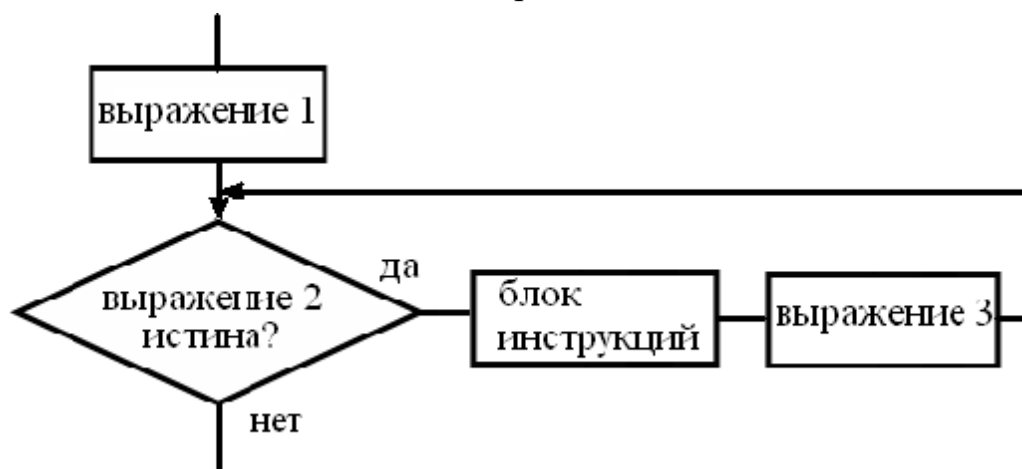 выражение 1
да
выражение 2
истина?
блок
инструкций
выражение 3
нет